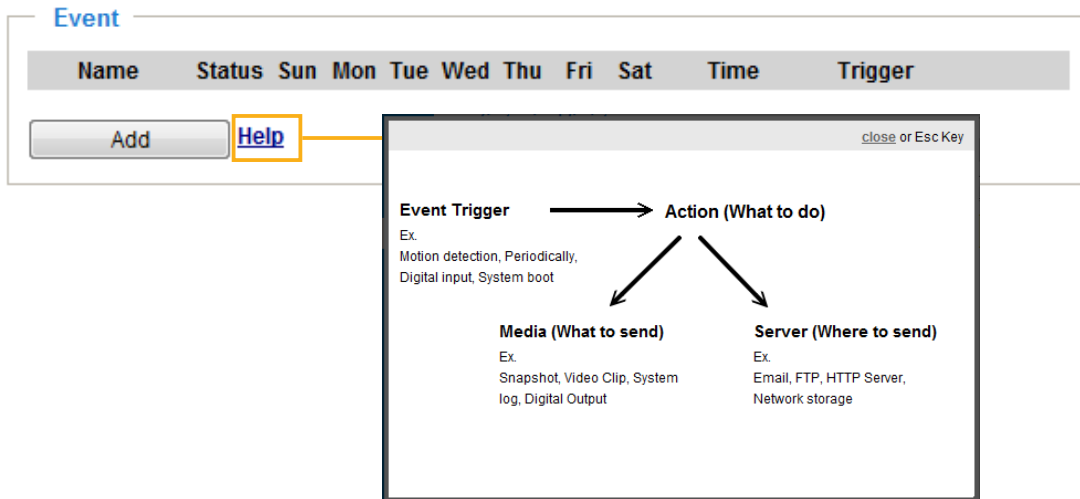 Event
Name Status Sun Mon Tue Wed Thu Fri Sat Time Trigger
Add Help
close or Esc Key
Event Trigger Action (What to do)
Ex.
Motion detection, Periodically,
Digital input, System boot
Media (What to send)
Ex.
Snapshot, Video Clip, System
log, Digital Output
Server (Where to send)
Ex.
Email, FTP, HTTP Server,
Network storage